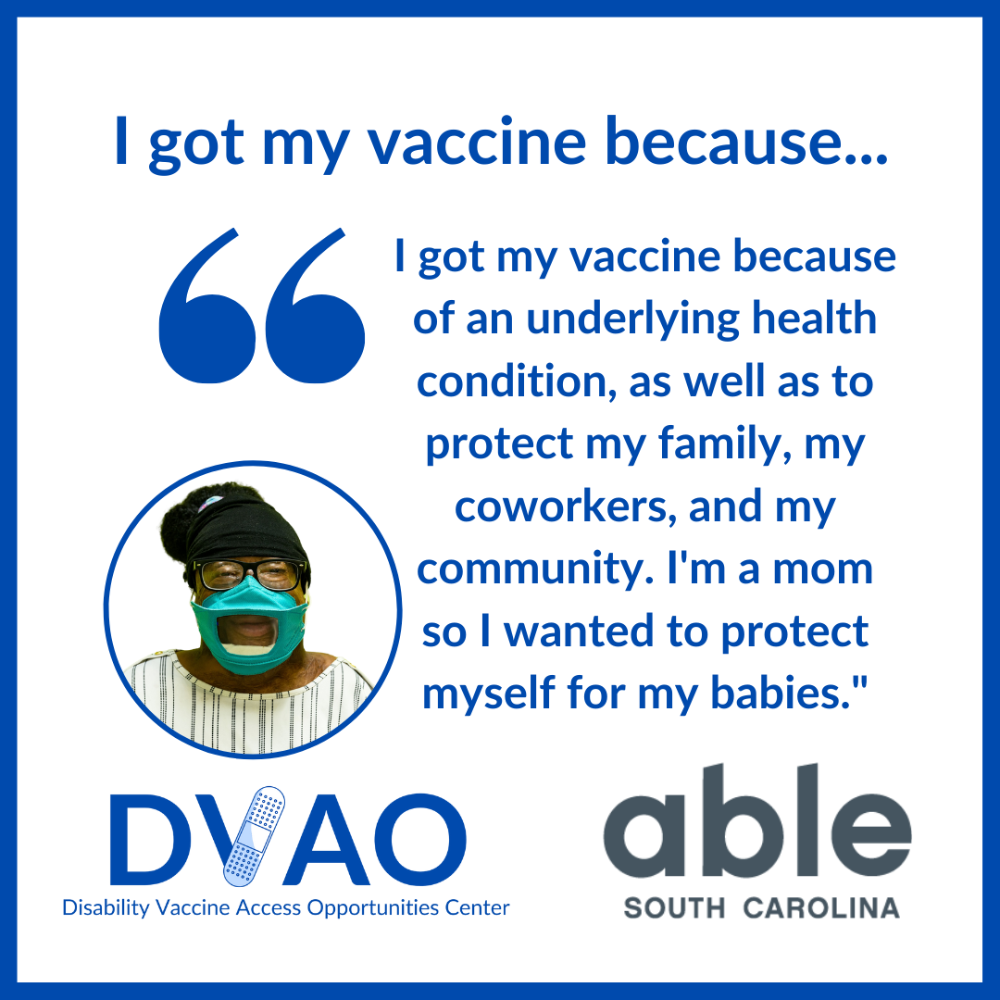 I got my vaccine because...
I got my vaccine because
of an underlying health
condition, as well as to
protect my family, my
coworkers, and my
community. I'm a mom
so I wanted to protect
myself for my babies."
DVAO
Disability Vaccine Access Opportunities Center
able
SOUTH CAROLINA